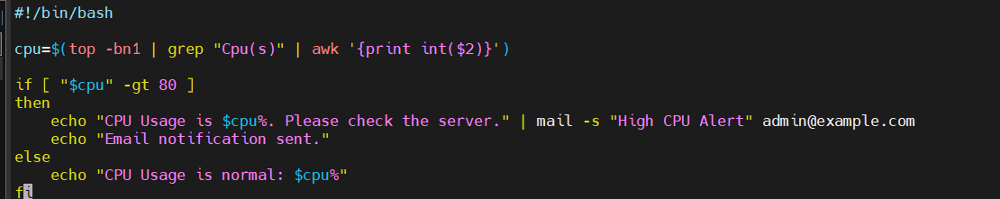 #!/bin/bash
cpu=$(top -bn1 | grep "Cpu(s)" | awk '{print int($2)}')
if [ "$cpu" -gt 80 ]
then
    echo "CPU Usage is $cpu%. Please check the server." | mail -s "High CPU Alert" admin@example.com
    echo "Email notification sent."
else
    echo "CPU Usage is normal: $cpu%"
fi